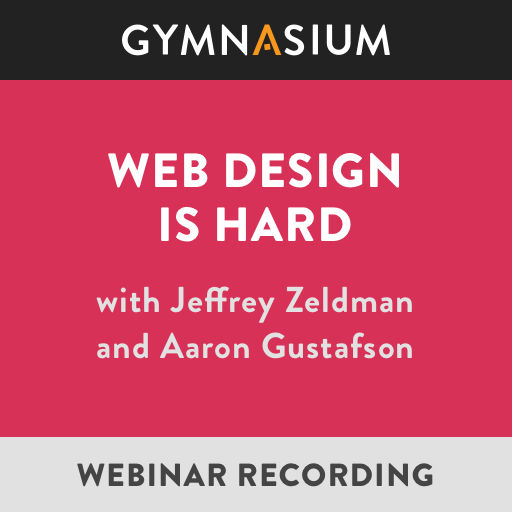 GYMNASIUM
WEB DESIGN
IS HARD
with Jeffrey Zeldman
and Aaron Gustafson
WEBINAR RECORDING